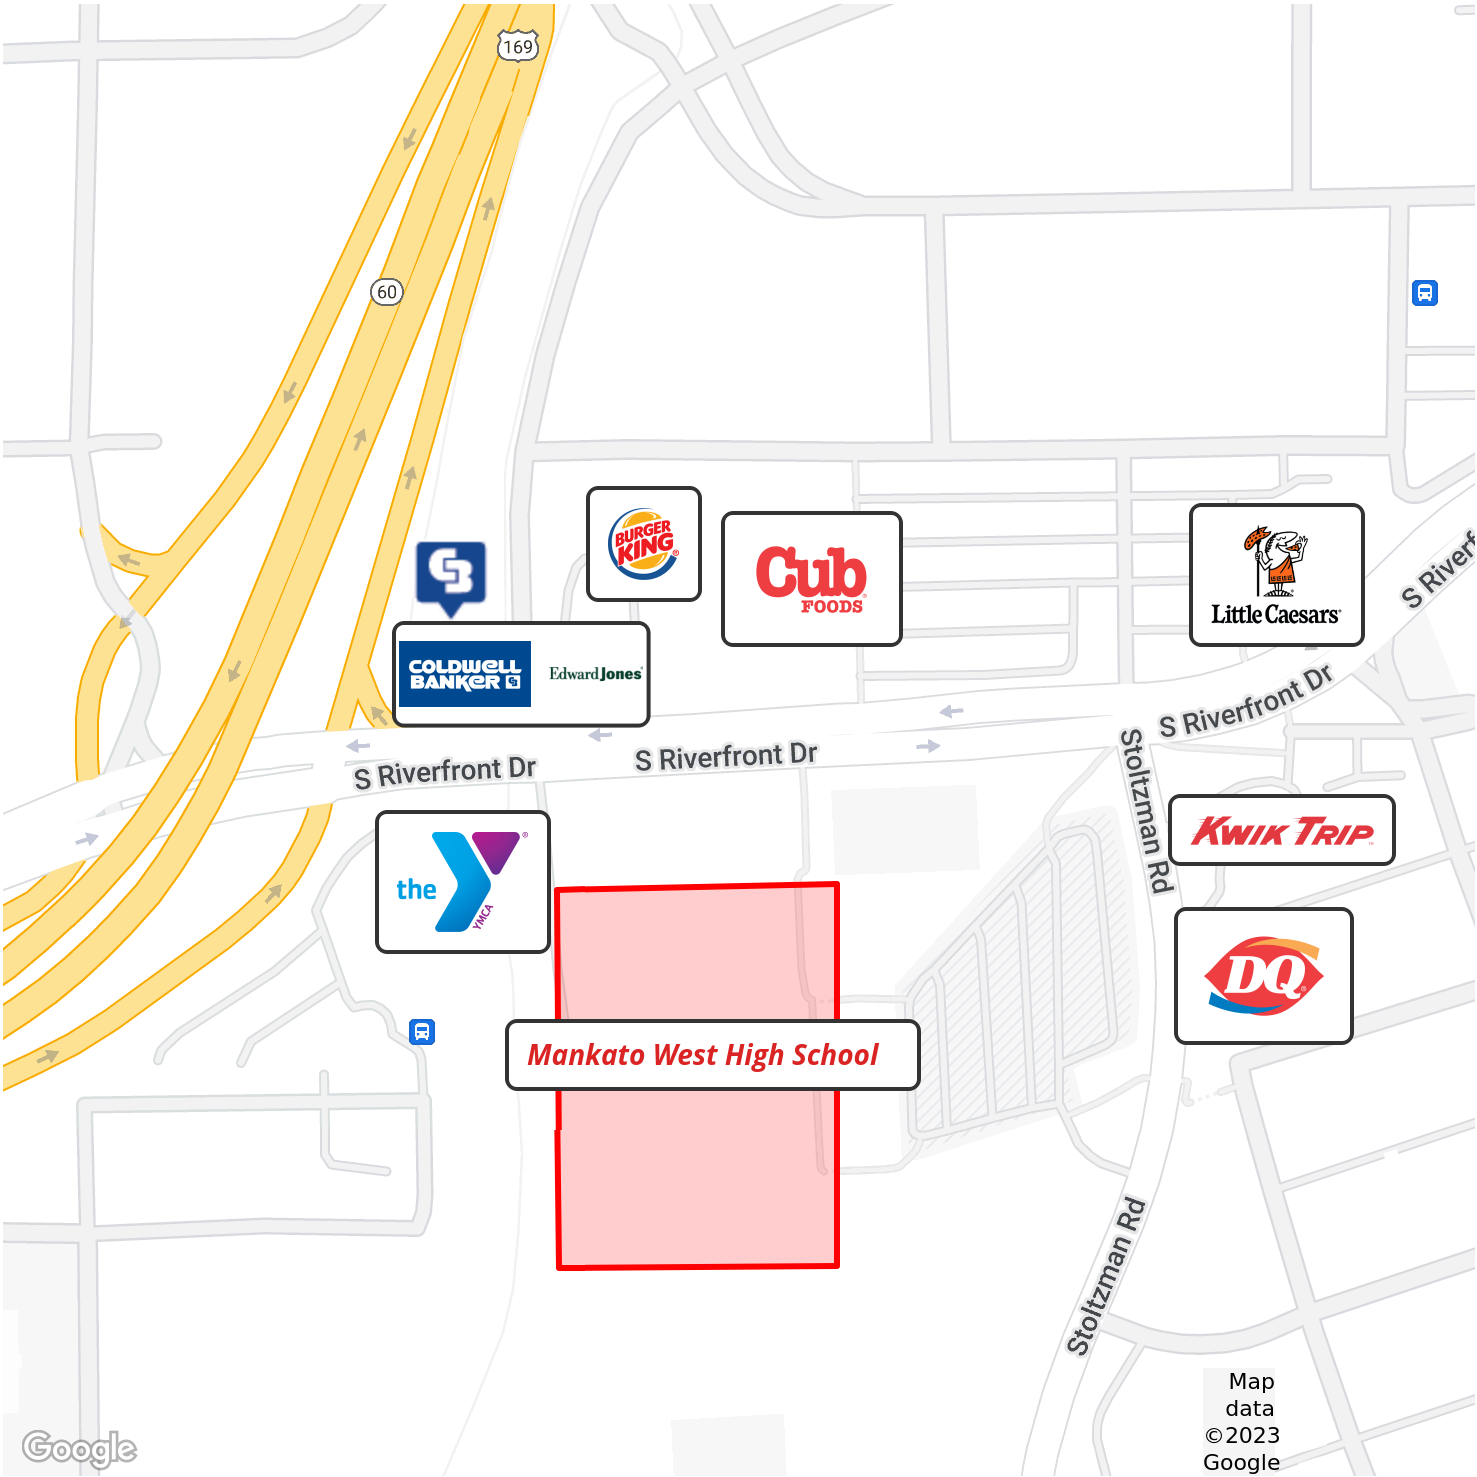 169
60
BURGER
KING®
Cub
FOODS
Little Caesars
S Riverf
COLDWELL
BANKER CB
Edward Jones
S Riverfront Dr
S Riverfront Dr
S Riverfront Dr
Stoltzman Rd
the
YMCA
KWIK TRIP
DQ®
Mankato West High School
Stoltzman Rd
Map
data
©2023
Google
Google